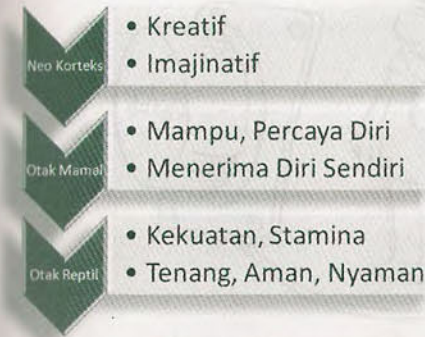 Neo Korteks
• Kreatif
• Imajinatif
Otak Mamal
• Mampu, Percaya Diri
• Menerima Diri Sendiri
Otak Reptil
• Kekuatan, Stamina
• Tenang, Aman, Nyaman